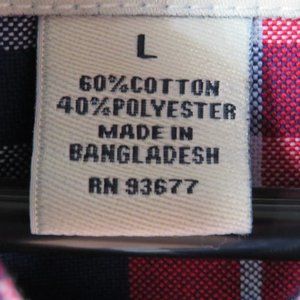 L
60%COTTON
40%POLYESTER
MADE IN
BANGLADESH
RN 93677